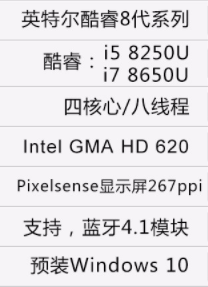 英特尔酷睿8代系列
酷睿：i5 8250U
i7 8650U
四核心/八线程
Intel GMA HD 620
Pixelsense显示屏267ppi
支持，蓝牙4.1模块
预装Windows 10